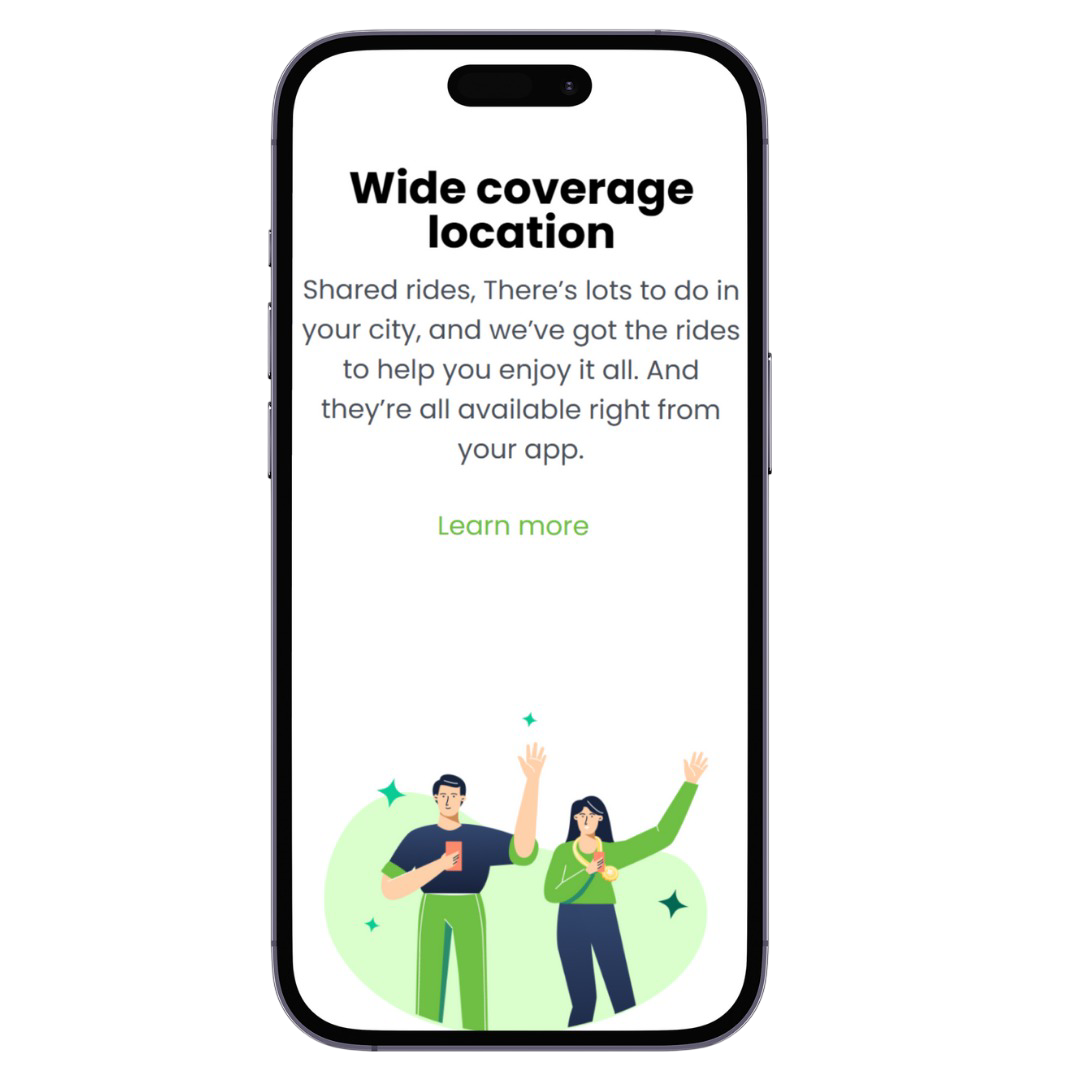 Wide coverage
location
Shared rides, There’s lots to do in
your city, and we’ve got the rides
to help you enjoy it all. And
they’re all available right from
your app.
Learn more